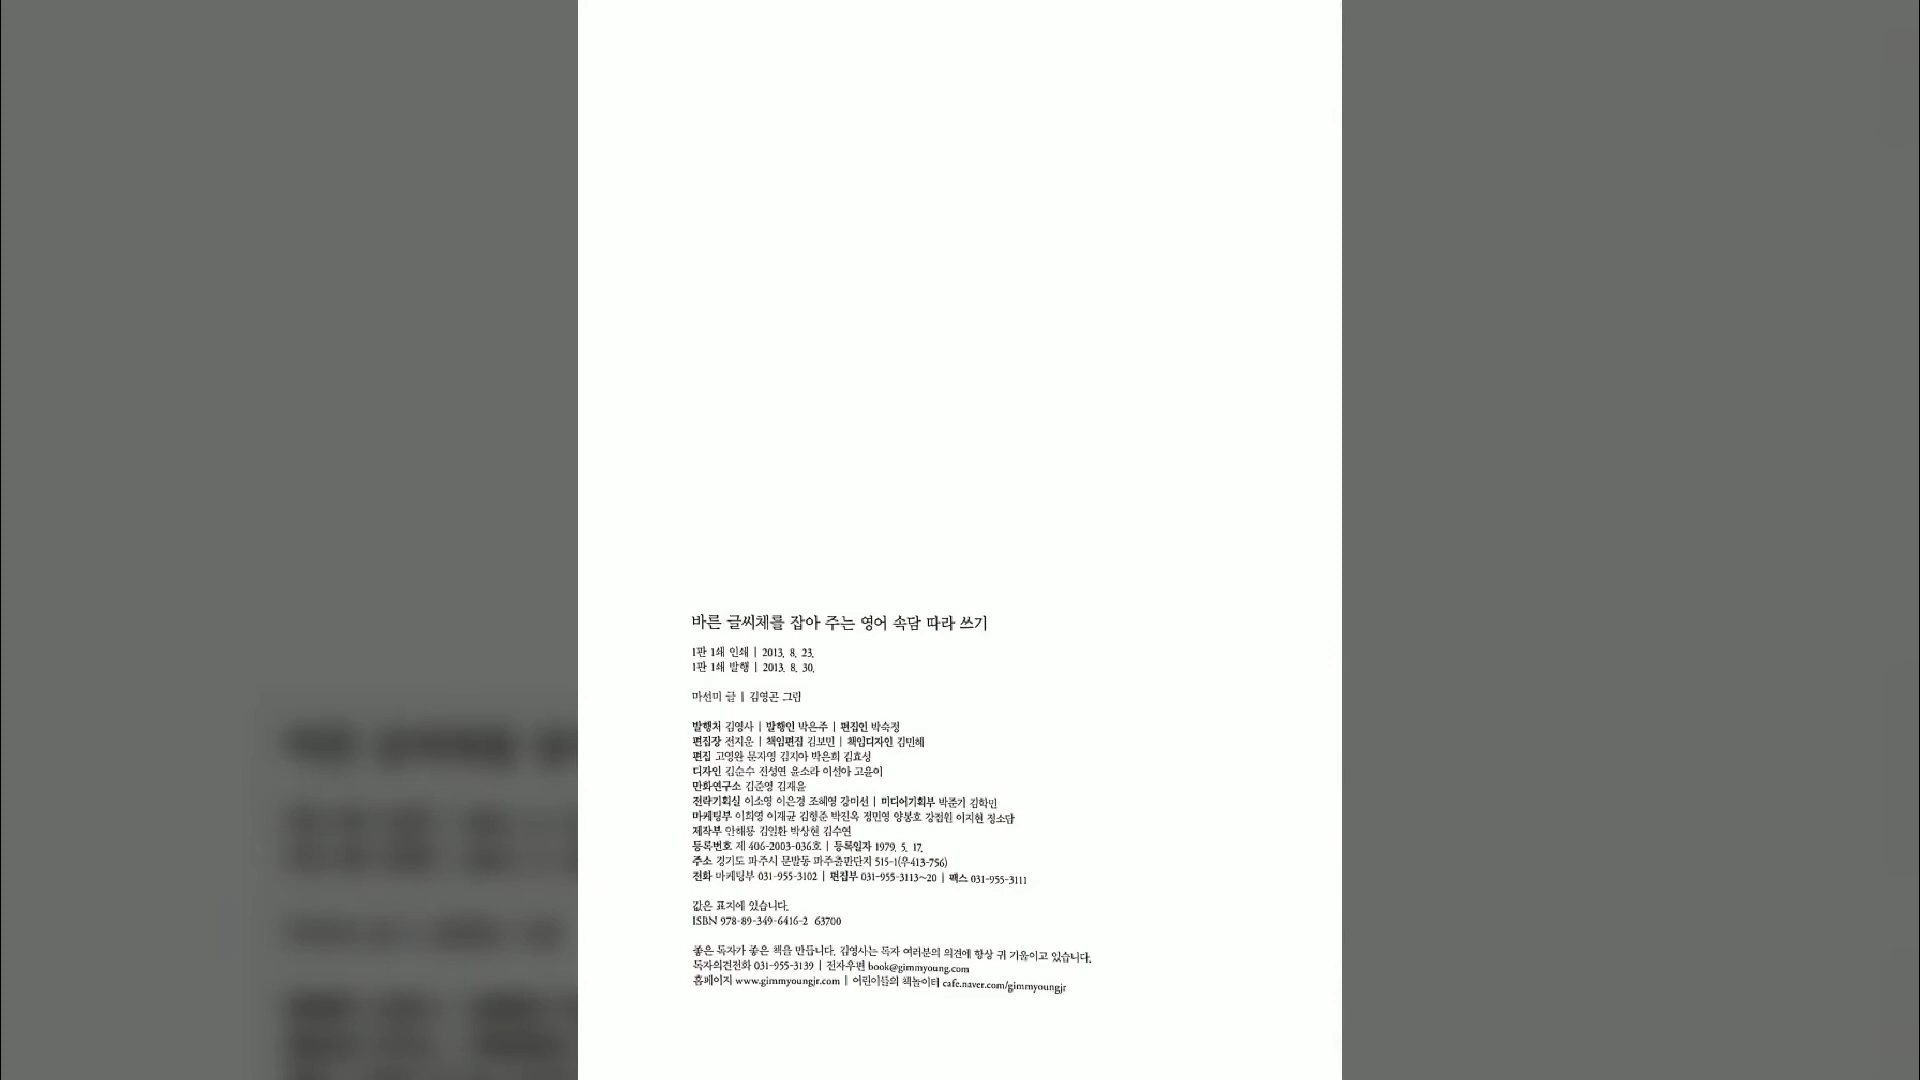 바른 글씨체를 잡아 주는 영어 속담 따라 쓰기
1판 1쇄 인쇄 | 2013. 8. 23.
1판 1쇄 발행 | 2013. 8. 30.
마선미 글 ‖ 김영곤 그림
발행처 김영사 | 발행인 박은주 | 편집인 박숙정
편집장 전지운 | 책임편집 김보민 | 책임디자인 김민혜
편집 고영완 문자영 김지아 박은희 김효성
디자인 김순수 전성연 윤소라 이설아 고윤이
만화연구소 김준영 김재윤
전략기획실 이소영 이은경 조혜영 강미선 | 미디어기획부 박준기 김학민
마케팅부 이희영 이재균 김형준 박진옥 정민영 양봉호 강점원 이지현 정소담
제작부 안해룡 김일환 박상현 김수연
등록번호 제 406-2003-036호 | 등록일자 1979. 5. 17.
주소 경기도 파주시 문발동 파주출판단지 515-1(우413-756)
전화 마케팅부 031-955-3102 | 편집부 031-955-3113~20 | 팩스 031-955-3111
값은 표지에 있습니다.
ISBN 978-89-349-6416-2 63700
좋은 독자가 좋은 책을 만듭니다. 김영사는 독자 여러분의 의견에 항상 귀 기울이고 있습니다.
독자의견전화 031-955-3139 | 전자우편 book@gimmyoung.com
홈페이지 www.gimmyoungjr.com ‖ 어린이들의 책놀이터 cafe.naver.com/gimmyoungjr